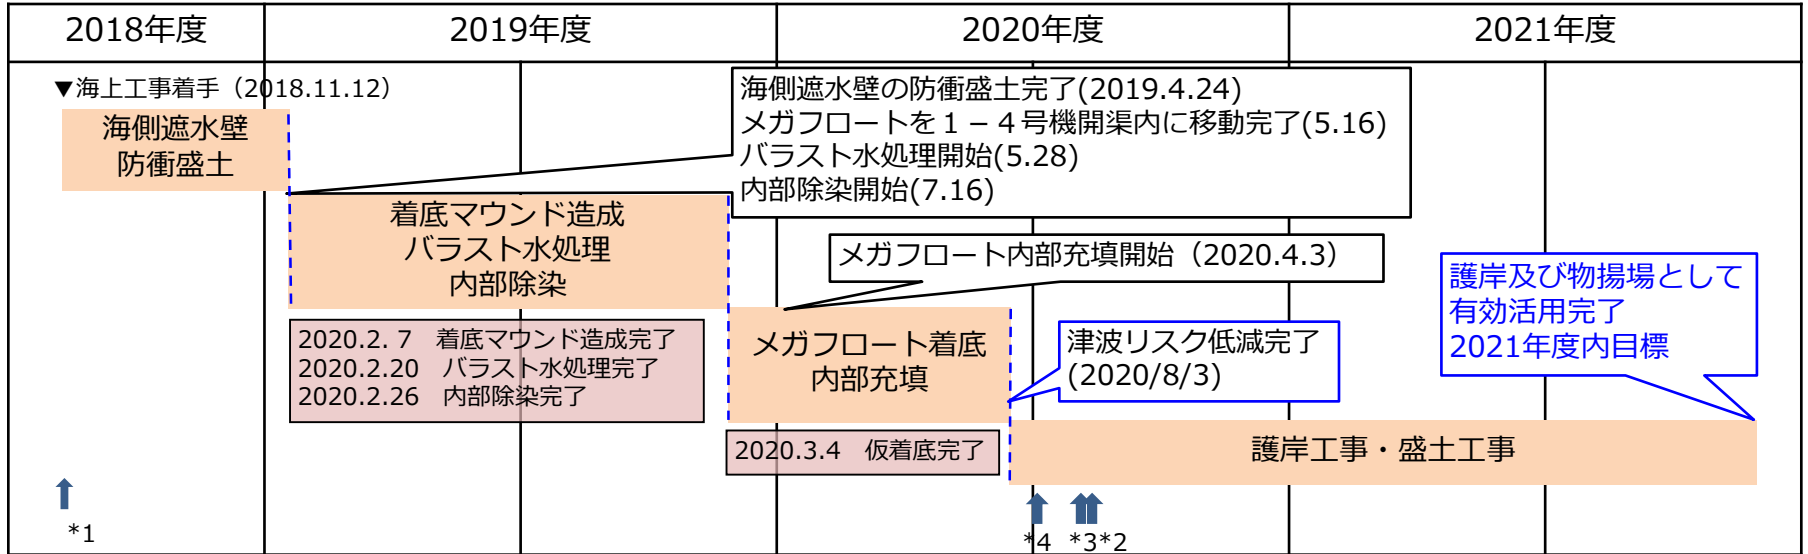 2018年度
2019年度
2020年度
2021年度
▼海上工事着手（2018.11.12）
海側遮水壁
防衝盛土
海側遮水壁の防衝盛土完了(2019.4.24)
メガフロートを１－４号機開渠内に移動完了(5.16)
バラスト水処理開始(5.28)
内部除染開始(7.16)
着底マウンド造成
バラスト水処理
内部除染
メガフロート内部充填開始（2020.4.3）
護岸及び物揚場として
有効活用完了
2021年度内目標
2020.2. 7　着底マウンド造成完了
2020.2.20　バラスト水処理完了
2020.2.26　内部除染完了
メガフロート着底
内部充填
津波リスク低減完了
(2020/8/3)
2020.3.4　仮着底完了
護岸工事・盛土工事
*1
*4
*3
*2